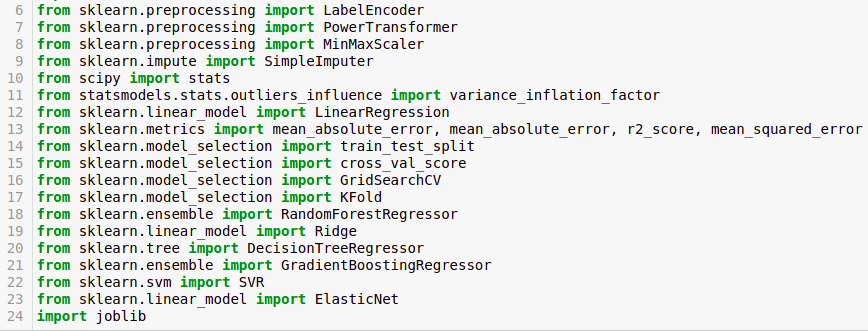 6 from sklearn.preprocessing import LabelEncoder
7 from sklearn.preprocessing import PowerTransformer
8 from sklearn.preprocessing import MinMaxScaler
9 from sklearn.impute import SimpleImputer
10 from scipy import stats
11 from statsmodels.stats.outliers_influence import variance_inflation_factor
12 from sklearn.linear_model import LinearRegression
13 from sklearn.metrics import mean_absolute_error, mean_absolute_error, r2_score, mean_squared_error
14 from sklearn.model_selection import train_test_split
15 from sklearn.model_selection import cross_val_score
16 from sklearn.model_selection import GridSearchCV
17 from sklearn.model_selection import KFold
18 from sklearn.ensemble import RandomForestRegressor
19 from sklearn.linear_model import Ridge
20 from sklearn.tree import DecisionTreeRegressor
21 from sklearn.ensemble import GradientBoostingRegressor
22 from sklearn.svm import SVR
23 from sklearn.linear_model import ElasticNet
24 import joblib